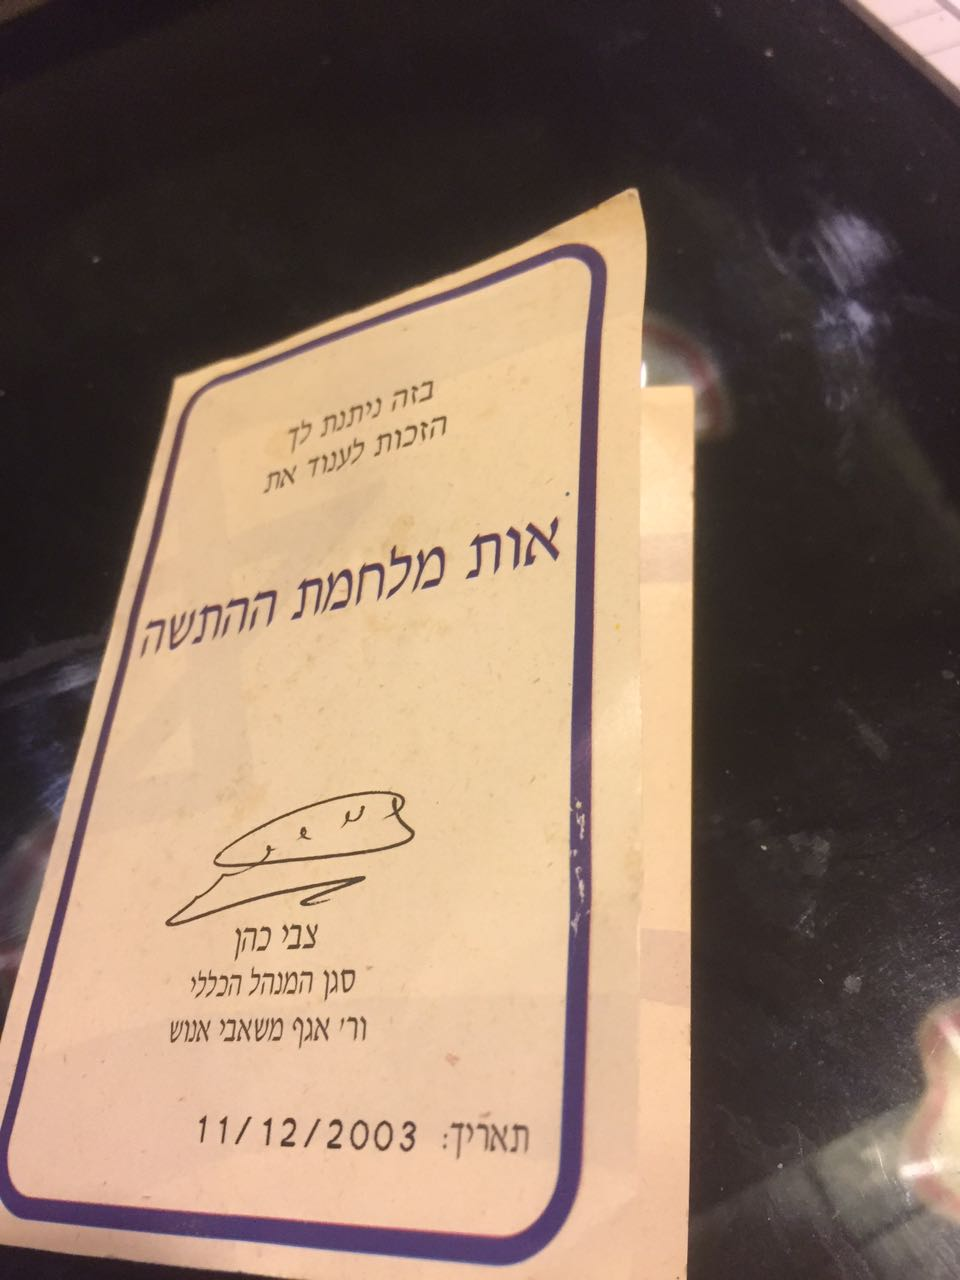 בזה ניתנת לך
הזכות לענוד את
אות מלחמת ההתשה
צבי כהן
סגן המנהל הכללי
ור' אגף משאבי אנוש
תאריך: 11/12/2003